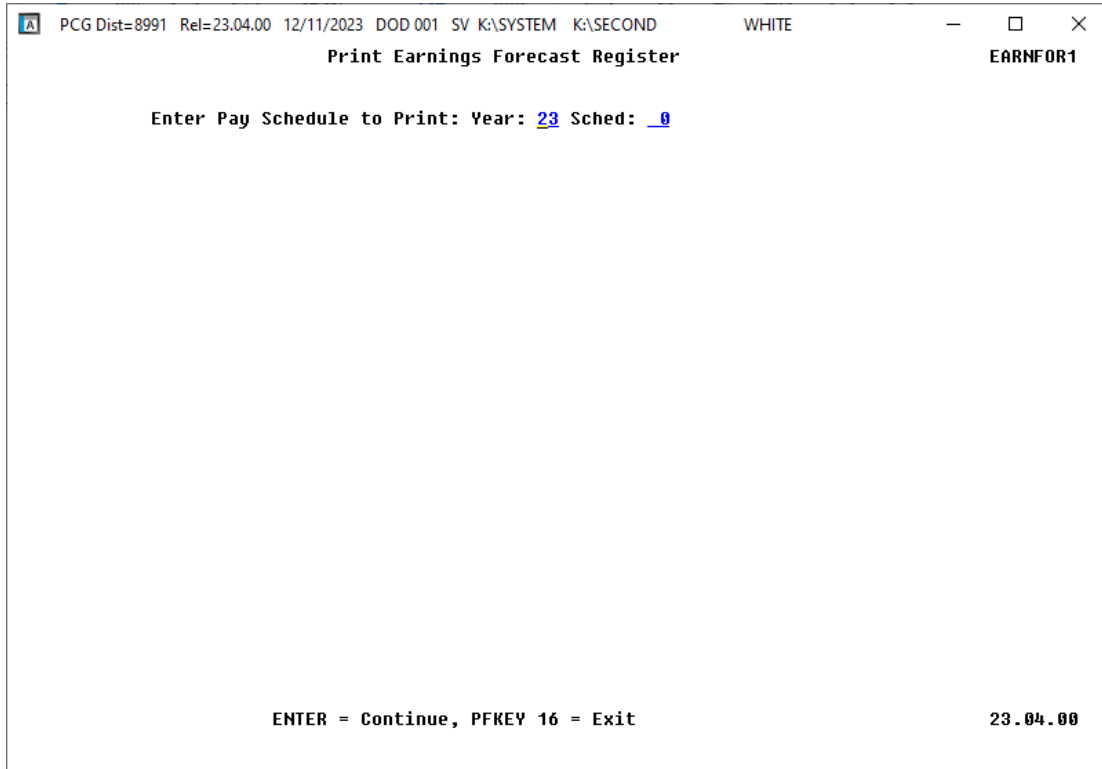 A PCG Dist=8991 Rel=23.04.00 12/11/2023 DOD 001 SV K:\SYSTEM K:\SECOND WHITE
Print Earnings Forecast Register EARNFOR1
Enter Pay Schedule to Print: Year: 23 Sched: _0
ENTER = Continue, PFKEY 16 = Exit 23.04.00